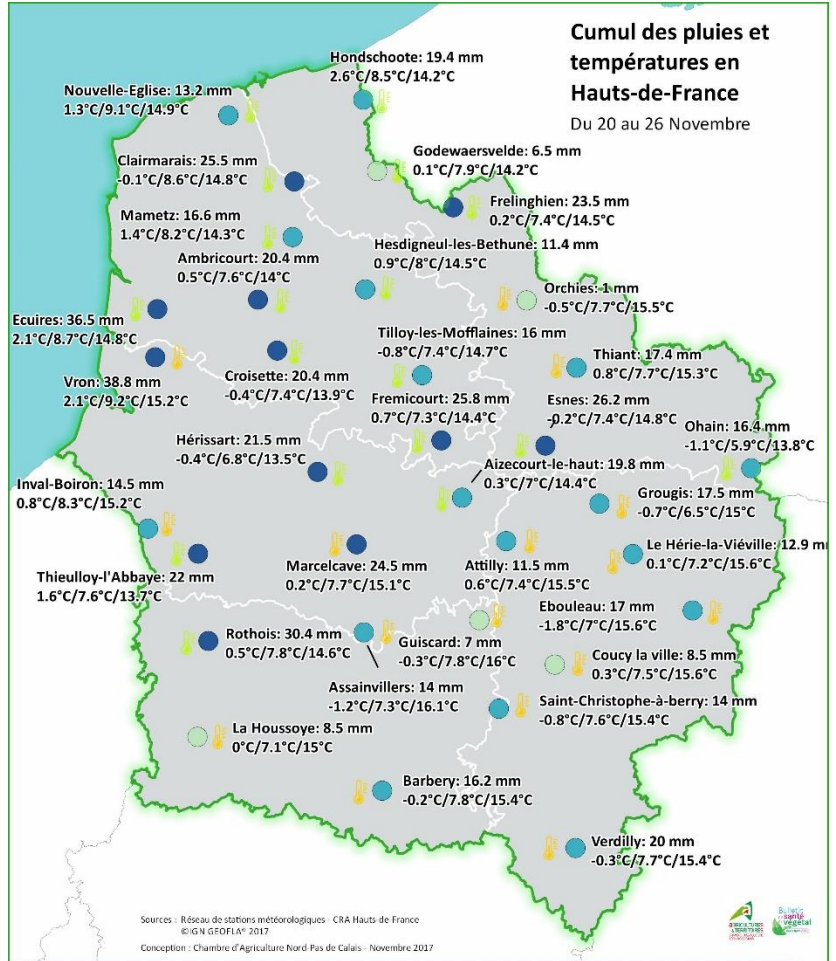 Cumul des pluies et
températures en
Hauts-de-France
Du 20 au 26 Novembre
Hondschoote: 19.4 mm
2.6°C/8.5°C/14.2°C
Nouvelle-Eglise: 13.2 mm
1.3°C/9.1°C/14.9°C
Godewaersvelde: 6.5 mm
0.1°C/7.9°C/14.2°C
Clairmarais: 25.5 mm
-0.1°C/8.6°C/14.8°C
Frelinghien: 23.5 mm
0.2°C/7.4°C/14.5°C
Mametz: 16.6 mm
1.4°C/8.2°C/14.3°C
Hesdigneul-les-Bethune: 11.4 mm
0.9°C/8°C/14.5°C
Ambricourt: 20.4 mm
0.5°C/7.6°C/14°C
Orchies: 1 mm
-0.5°C/7.7°C/15.5°C
Ecuires: 36.5 mm
2.1°C/8.7°C/14.8°C
Tilloy-les-Mofflaines: 16 mm
-0.8°C/7.4°C/14.7°C
Thiant: 17.4 mm
0.8°C/7.7°C/15.3°C
Vron: 38.8 mm
2.1°C/9.2°C/15.2°C
Croisette: 20.4 mm
-0.4°C/7.4°C/13.9°C
Fremicourt: 25.8 mm
0.7°C/7.3°C/14.4°C
Esnes: 26.2 mm
-0.2°C/7.4°C/14.8°C
Ohain: 16.4 mm
-1.1°C/5.9°C/13.8°C
Hérissart: 21.5 mm
-0.4°C/6.8°C/13.5°C
Aizecourt-le-haut: 19.8 mm
0.3°C/7°C/14.4°C
Inval-Boiron: 14.5 mm
0.8°C/8.3°C/15.2°C
Grougis: 17.5 mm
-0.7°C/6.5°C/15°C
Le Hérie-la-Viéville: 12.9 m
0.1°C/7.2°C/15.6°C
Thieulloy-l'Abbaye: 22 mm
1.6°C/7.6°C/13.7°C
Marcelcave: 24.5 mm
0.2°C/7.7°C/15.1°C
Attilly: 11.5 mm
0.6°C/7.4°C/15.5°C
Ebouleau: 17 mm
-1.8°C/7°C/15.6°C
Rothois: 30.4 mm
0.5°C/7.8°C/14.6°C
Guiscard: 7 mm
-0.3°C/7.8°C/16°C
Coucy la ville: 8.5 mm
0.3°C/7.5°C/15.6°C
Assainvillers: 14 mm
-1.2°C/7.3°C/16.1°C
Saint-Christophe-à-berry: 14 mm
-0.8°C/7.6°C/15.4°C
La Houssoye: 8.5 mm
0°C/7.1°C/15°C
Barbery: 16.2 mm
-0.2°C/7.8°C/15.4°C
Verdilly: 20 mm
-0.3°C/7.7°C/15.4°C
Sources : Réseau de stations météorologiques - CRA Hauts-de-France
©IGN GEOFLA® 2017
Conception : Chambre d'Agriculture Nord-Pas de Calais - Novembre 2017
AGRICULTURES
& TERRITOIRES
Bulletin
de santé
du végétal